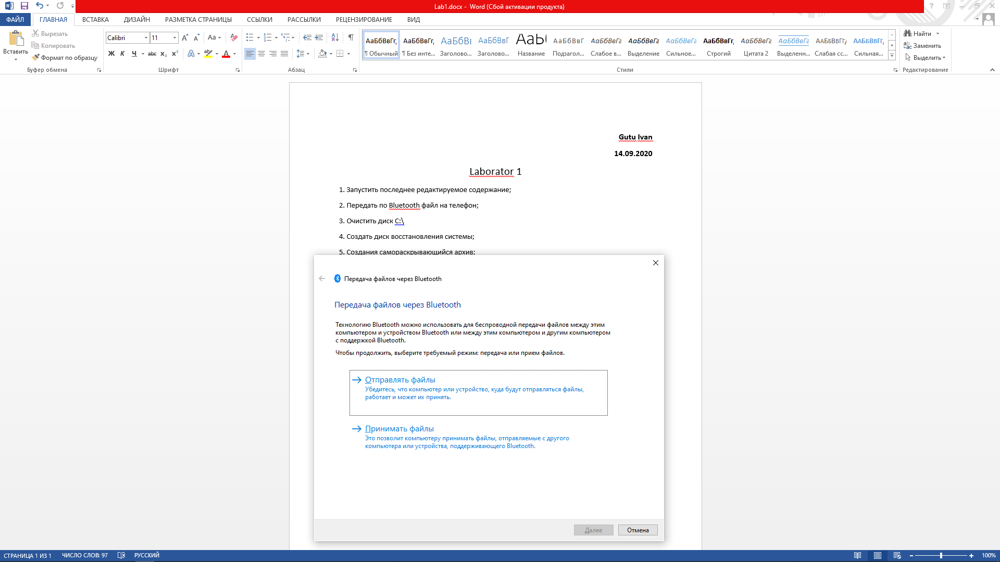 Lab1.docx - Word (Сбой активации продукта)
ФАЙЛ ГЛАВНАЯ ВСТАВКА ДИЗАЙН РАЗМЕТКА СТРАНИЦЫ ССЫЛКИ РАССЫЛКИ РЕЦЕНЗИРОВАНИЕ ВИД
Вставить
Вырезать
Копировать
Формат по образцу
Буфер обмена
Calibri 11
Ж К Ч abc x₂ x²
Шрифт
Абзац
АаБбВвГг, АаБбВвГг, АаБбВв АаБбВвГ АаЬ АаБбВвГ АаБбВвГг АаБбВвГг АаБбВвГг АаБбВвГг, АаБбВвГг АаБбВвГг АаБбВвГг АаБбВвГг,
¶ Обычный ¶ Без инте... Заголово... Заголово... Название Подзагол... Слабое в... Выделение Сильное... Строгий Цитата 2 Выделенн... Слабая сс... Сильная...
Стили
Найти
Заменить
Выделить
Редактирование
Gutu Ivan
14.09.2020
Laborator 1
1. Запустить последнее редактируемое содержание;
2. Передать по Bluetooth файл на телефон;
3. Очистить диск C:\
4. Создать диск восстановления системы;
5. Создания самораскрывающийся архив;
Передача файлов через Bluetooth
Передача файлов через Bluetooth
Технологию Bluetooth можно использовать для беспроводной передачи файлов между этим
компьютером и устройством Bluetooth или между этим компьютером и другим компьютером
с поддержкой Bluetooth.
Чтобы продолжить, выберите требуемый режим: передача или прием файлов.
Отправлять файлы
Убедитесь, что компьютер или устройство, куда будут отправляться файлы,
работает и может их принять.
Принимать файлы
Это позволит компьютеру принимать файлы, отправляемые с другого
компьютера или устройства, поддерживающего Bluetooth.
Далее Отмена
СТРАНИЦА 1 ИЗ 1 ЧИСЛО СЛОВ: 97 РУССКИЙ 100%